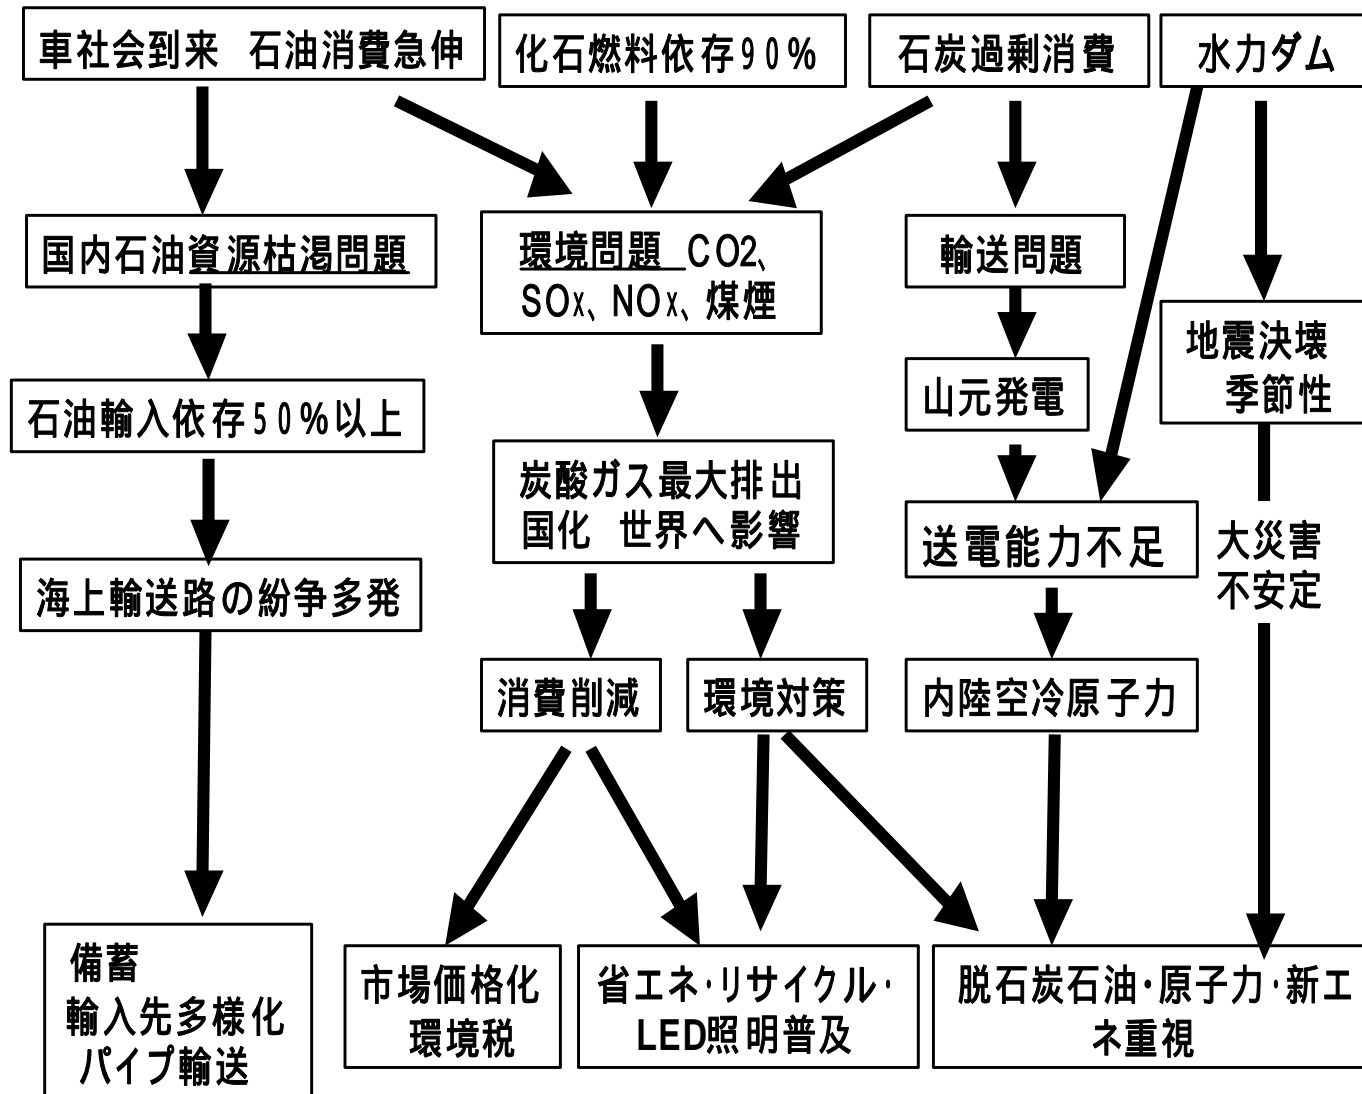 車社会到来　石油消費急伸
化石燃料依存90%
石炭過剰消費
水力ダム
国内石油資源枯渇問題
環境問題　CO2、
SOx、NOx、煤煙
輸送問題
地震決壊
季節性
石油輸入依存50%以上
山元発電
炭酸ガス最大排出
国化　世界へ影響
送電能力不足
大災害
不安定
海上輸送路の紛争多発
消費削減
環境対策
内陸空冷原子力
備蓄
輸入先多様化
パイプ輸送
市場価格化
環境税
省エネ・リサイクル・
LED照明普及
脱石炭石油・原子力・新エ
ネ重視